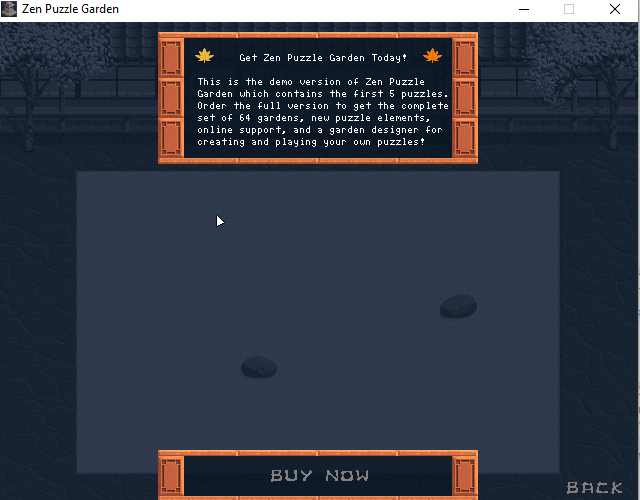 Zen Puzzle Garden
Get Zen Puzzle Garden Today!
This is the demo version of Zen Puzzle
Garden which contains the first 5 puzzles.
Order the full version to get the complete
set of 64 gardens, new puzzle elements,
online support, and a garden designer for
creating and playing your own puzzles!
BUY NOW
BACK